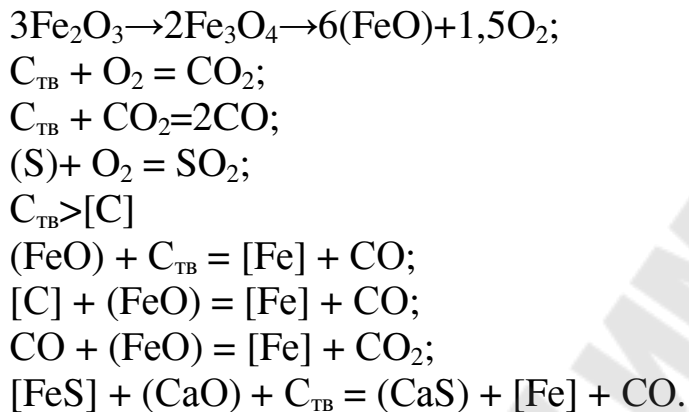 3Fe₂O₃→2Fe₃O₄→6(FeO)+1,5O₂;
Cтв + O₂ = CO₂;
Cтв + CO₂=2CO;
(S)+ O₂ = SO₂;
Cтв>[C]
(FeO) + Cтв = [Fe] + CO;
[C] + (FeO) = [Fe] + CO;
CO + (FeO) = [Fe] + CO₂;
[FeS] + (CaO) + Cтв = (CaS) + [Fe] + CO.